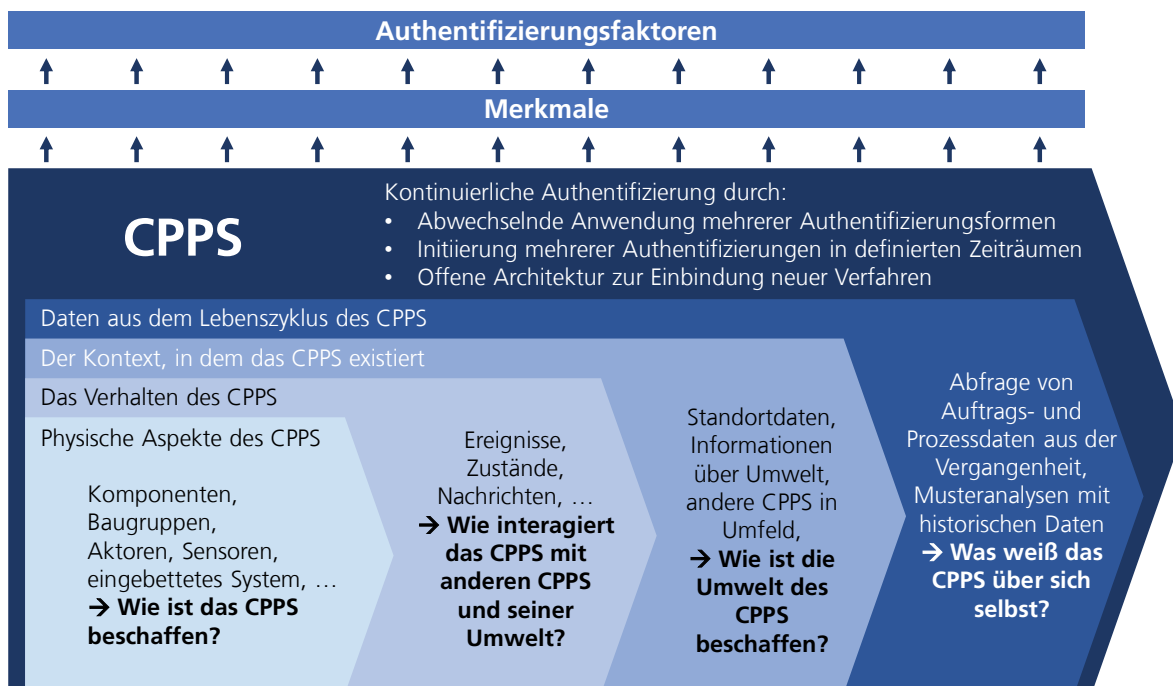 Authentifizierungsfaktoren
Merkmale
CPPS
Kontinuierliche Authentifizierung durch:
• Abwechselnde Anwendung mehrerer Authentifizierungsformen
• Initiierung mehrerer Authentifizierungen in definierten Zeiträumen
• Offene Architektur zur Einbindung neuer Verfahren
Daten aus dem Lebenszyklus des CPPS
Der Kontext, in dem das CPPS existiert
Das Verhalten des CPPS
Physische Aspekte des CPPS
Komponenten,
Baugruppen,
Aktoren, Sensoren,
eingebettetes System, …
→ Wie ist das CPPS
beschaffen?
Ereignisse,
Zustände,
Nachrichten, …
→ Wie interagiert
das CPPS mit
anderen CPPS
und seiner
Umwelt?
Standortdaten,
Informationen
über Umwelt,
andere CPPS in
Umfeld,
→ Wie ist die
Umwelt des
CPPS
beschaffen?
Abfrage von
Auftrags- und
Prozessdaten aus der
Vergangenheit,
Musteranalysen mit
historischen Daten
→ Was weiß das
CPPS über sich
selbst?